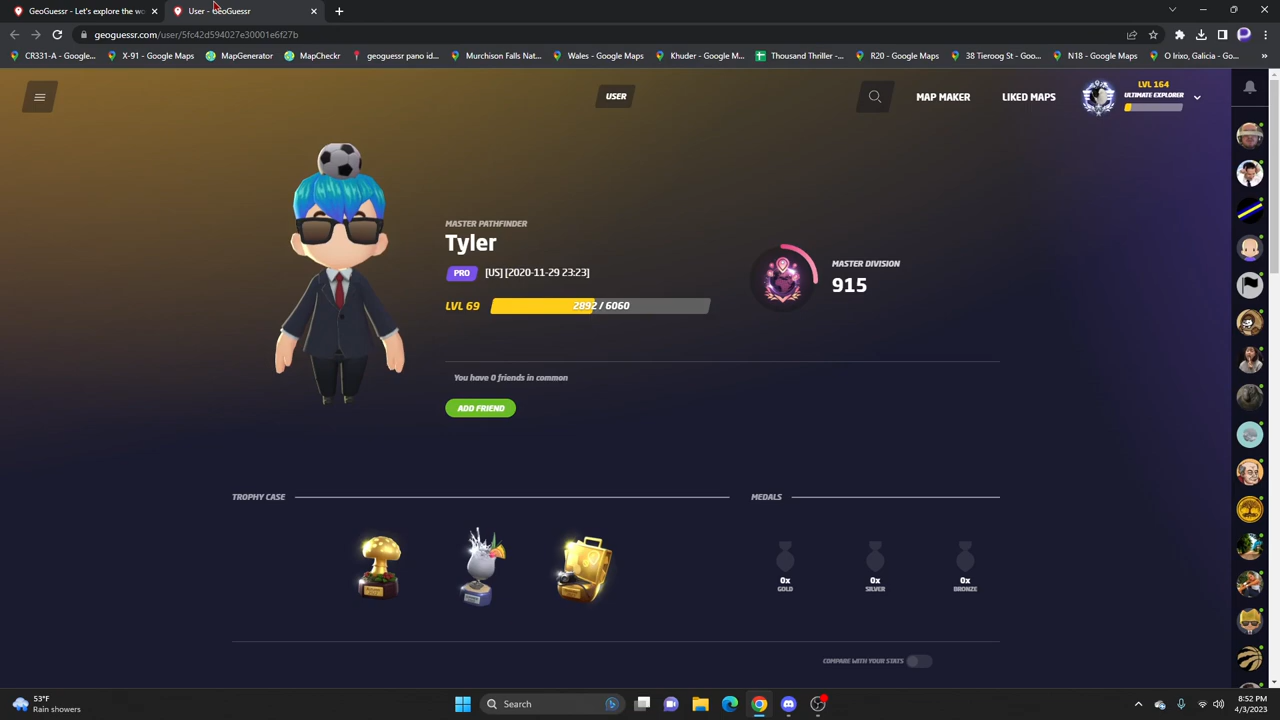 GeoGuessr - Let's explore the wo
User - GeoGuessr
geoguessr.com/user/5fc42d594027e30001e6f27b
CR331-A - Google...
X-91 - Google Maps
MapGenerator
MapCheckr
geoguessr pano id...
Murchison Falls Nat...
Wales - Google Maps
Khuder - Google M...
Thousand Thriller -...
R20 - Google Maps
38 Tieroog St - Goo...
N18 - Google Maps
O Irixo, Galicia - Go...
»
USER
MAP MAKER
LIKED MAPS
LVL 164
ULTIMATE EXPLORER
MASTER PATHFINDER
Tyler
PRO [US] [2020-11-29 23:23]
LVL 69 2892 / 6060
MASTER DIVISION
915
You have 0 friends in common
ADD FRIEND
TROPHY CASE
MEDALS
0x
GOLD
0x
SILVER
0x
BRONZE
COMPARE WITH YOUR STATS
53°F
Rain showers
Search
8:52 PM
4/3/2023